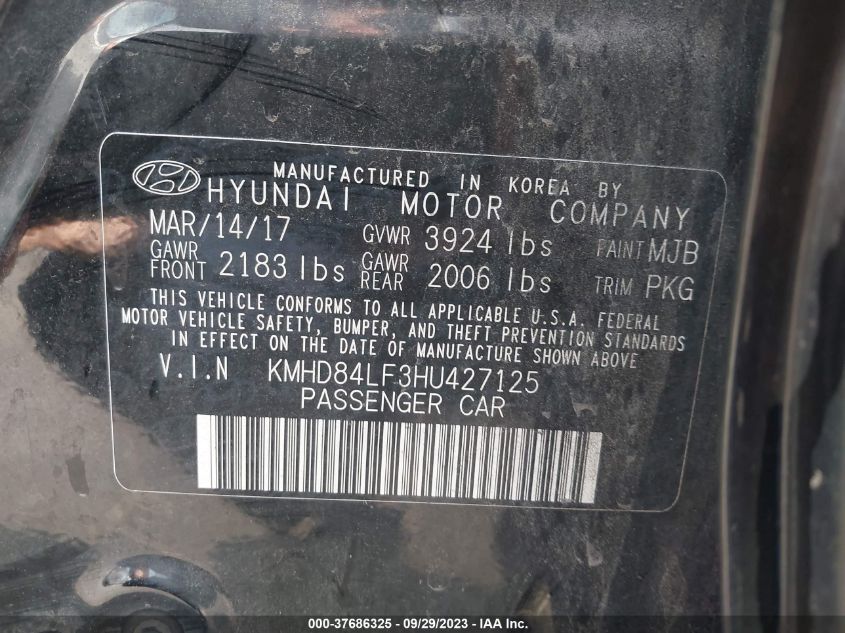 MANUFACTURED IN KOREA BY
HYUNDAI MOTOR COMPANY
MAR/14/17 GVWR 3924 lbs PAINT MJB
GAWR FRONT 2183 lbs GAWR REAR 2006 lbs TRIM PKG
THIS VEHICLE CONFORMS TO ALL APPLICABLE U.S.A. FEDERAL
MOTOR VEHICLE SAFETY, BUMPER, AND THEFT PREVENTION STANDARDS
IN EFFECT ON THE DATE OF MANUFACTURE SHOWN ABOVE
V.I.N KMHD84LF3HU427125
PASSENGER CAR
000-37686325 - 09/29/2023 - IAA Inc.